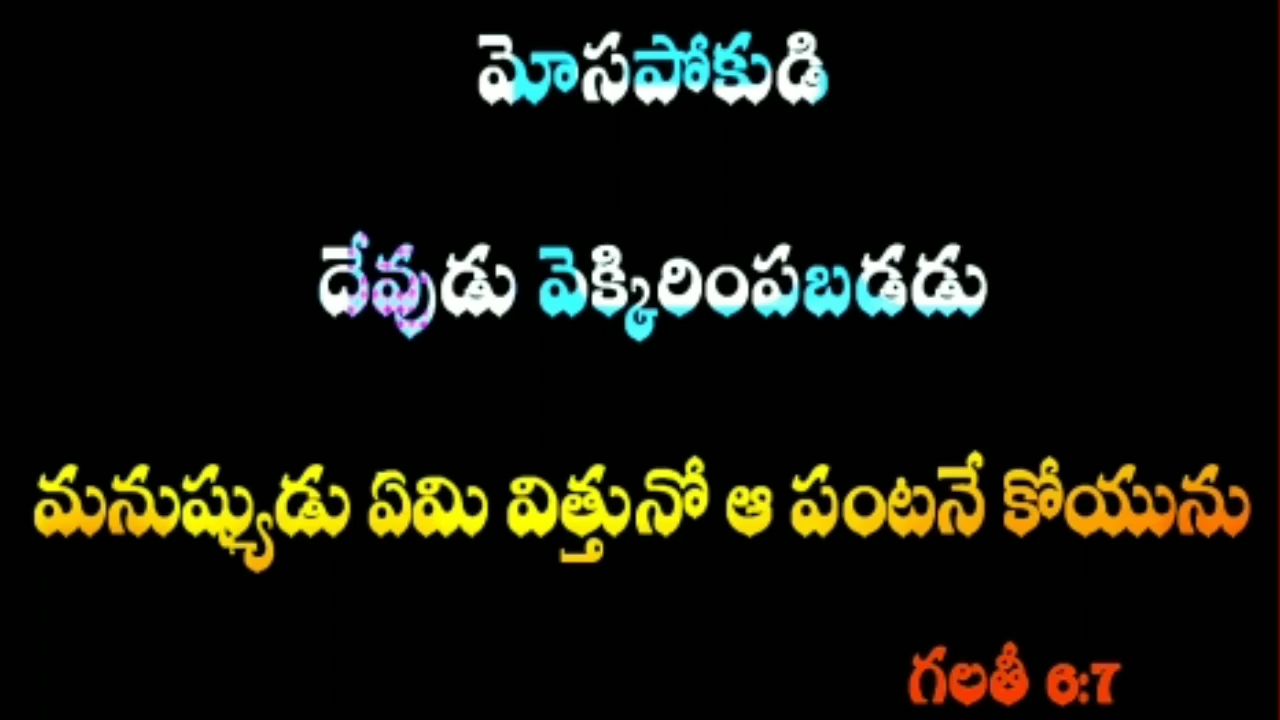 మోసపోకుడి
దేవుడు వెక్కిరింపబడడు
మనుష్యుడు ఏమి విత్తునో ఆ పంటనే కోయును
గలతీ 6:7